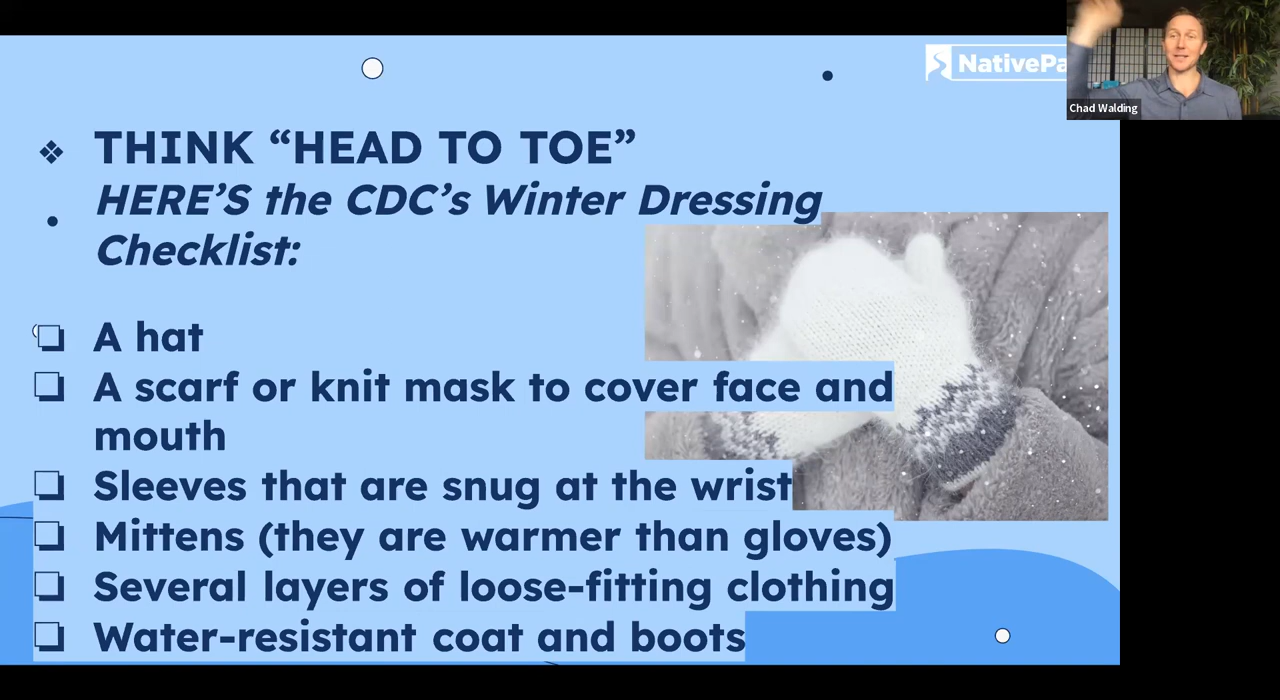 NativePa
Chad Walding
THINK “HEAD TO TOE”
HERE’S the CDC’s Winter Dressing
Checklist:
A hat
A scarf or knit mask to cover face and
mouth
Sleeves that are snug at the wrist
Mittens (they are warmer than gloves)
Several layers of loose-fitting clothing
Water-resistant coat and boots